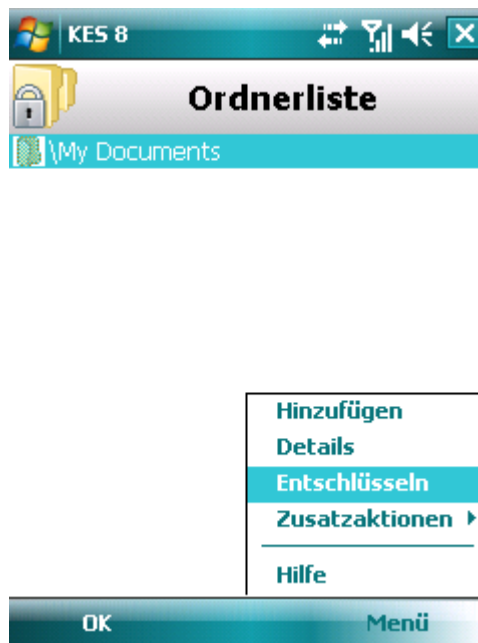 KES 8
Ordnerliste
\My Documents
Hinzufügen
Details
Entschlüsseln
Zusatzaktionen
Hilfe
OK
Menü